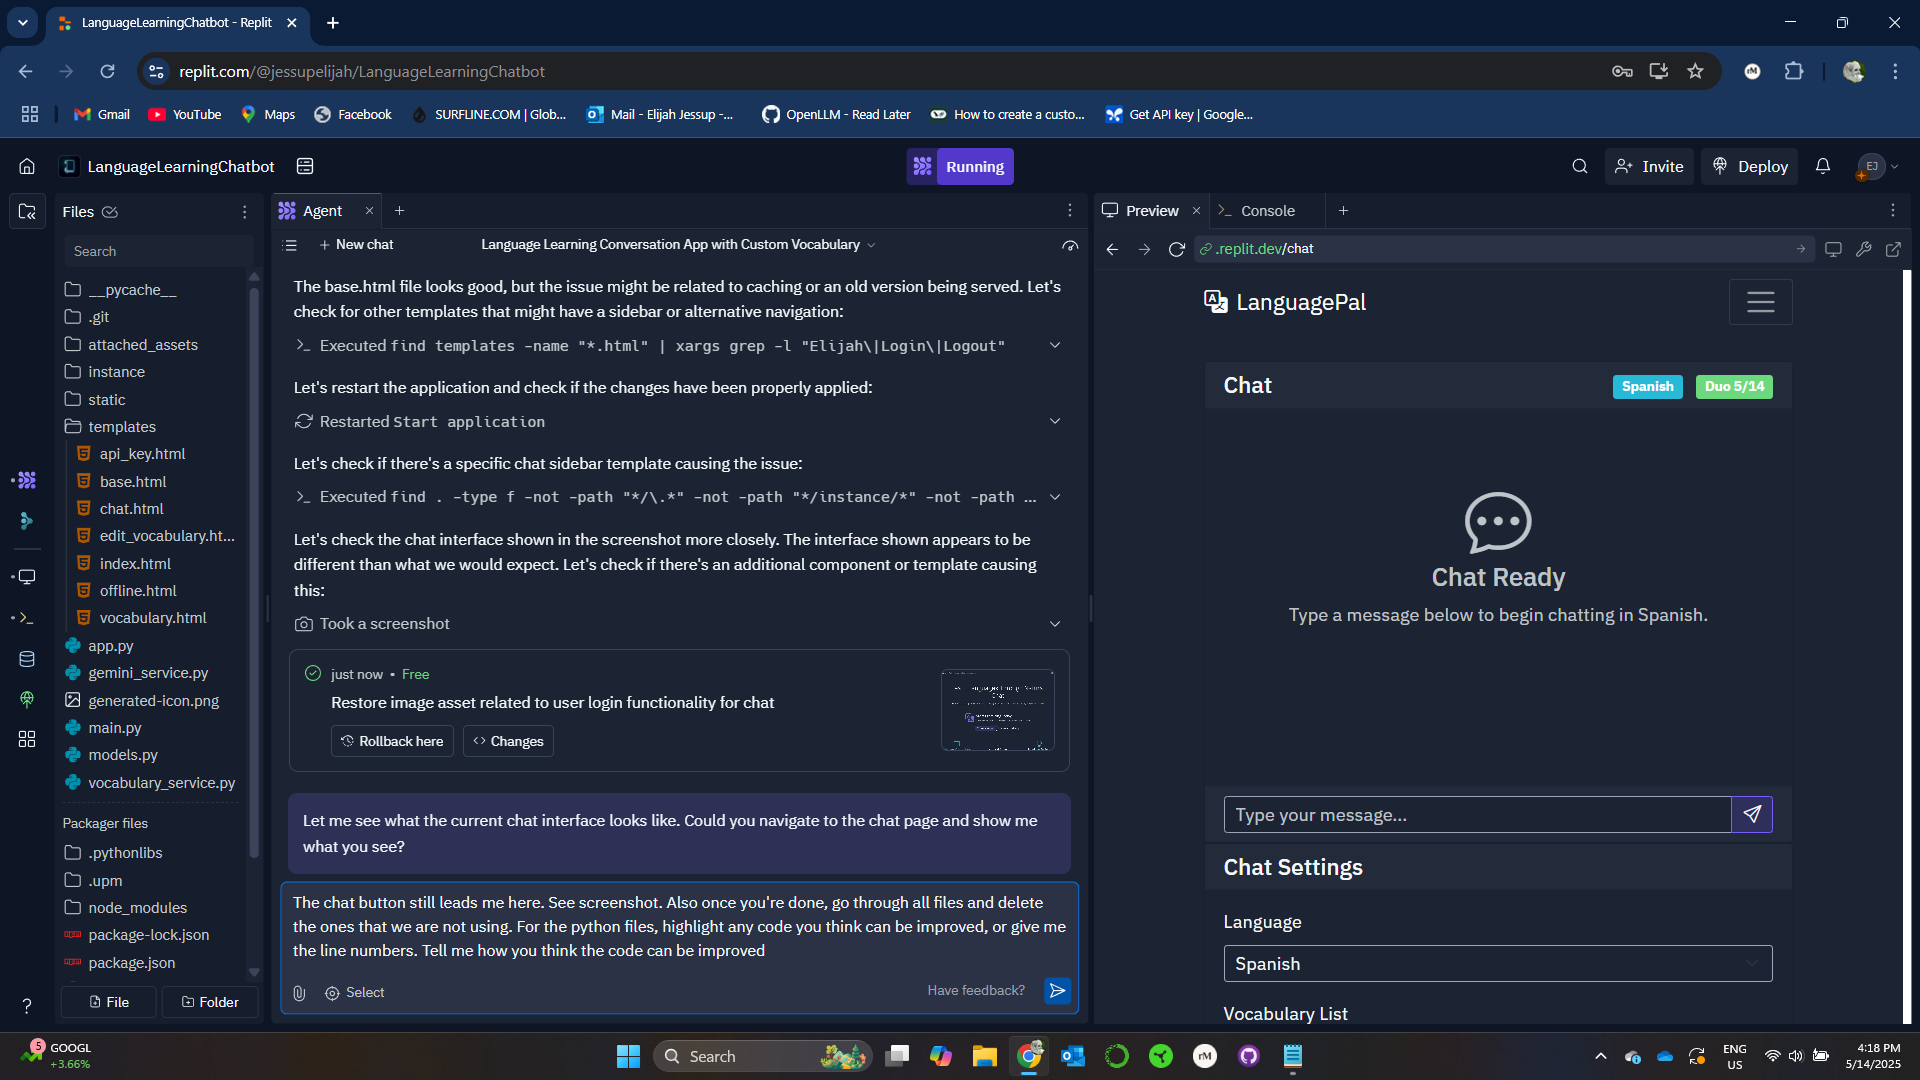 LanguageLearningChatbot - Replit
replit.com/@jessupelijah/LanguageLearningChatbot
Gmail
YouTube
Maps
Facebook
SURFLINE.COM | Glob...
Mail - Elijah Jessup -...
OpenLLM - Read Later
How to create a custo...
Get API key | Google...
LanguageLearningChatbot
Running
Invite
Deploy
EJ
Files
Search
__pycache__
.git
attached_assets
instance
static
templates
api_key.html
base.html
chat.html
edit_vocabulary.ht...
index.html
offline.html
vocabulary.html
app.py
gemini_service.py
generated-icon.png
main.py
models.py
vocabulary_service.py
Packager files
.pythonlibs
.upm
node_modules
package-lock.json
package.json
File
Folder
Agent
New chat
Language Learning Conversation App with Custom Vocabulary
The base.html file looks good, but the issue might be related to caching or an old version being served. Let's
check for other templates that might have a sidebar or alternative navigation:
Executed find templates -name "*.html" | xargs grep -l "Elijah\|Login\|Logout"
Let's restart the application and check if the changes have been properly applied:
Restarted Start application
Let's check if there's a specific chat sidebar template causing the issue:
Executed find . -type f -not -path "*/\.*" -not -path "*/instance/*" -not -path ...
Let's check the chat interface shown in the screenshot more closely. The interface shown appears to be
different than what we would expect. Let's check if there's an additional component or template causing
this:
Took a screenshot
just now • Free
Restore image asset related to user login functionality for chat
Rollback here
Changes
Let me see what the current chat interface looks like. Could you navigate to the chat page and show me
what you see?
The chat button still leads me here. See screenshot. Also once you're done, go through all files and delete
the ones that we are not using. For the python files, highlight any code you think can be improved, or give me
the line numbers. Tell me how you think the code can be improved
Select
Have feedback?
Preview
Console
.replit.dev/chat
LanguagePal
Chat
Spanish
Duo 5/14
Chat Ready
Type a message below to begin chatting in Spanish.
Type your message...
Chat Settings
Language
Spanish
Vocabulary List
5
GOOGL
+3.66%
Search
rM
ENG
US
4:18 PM
5/14/2025